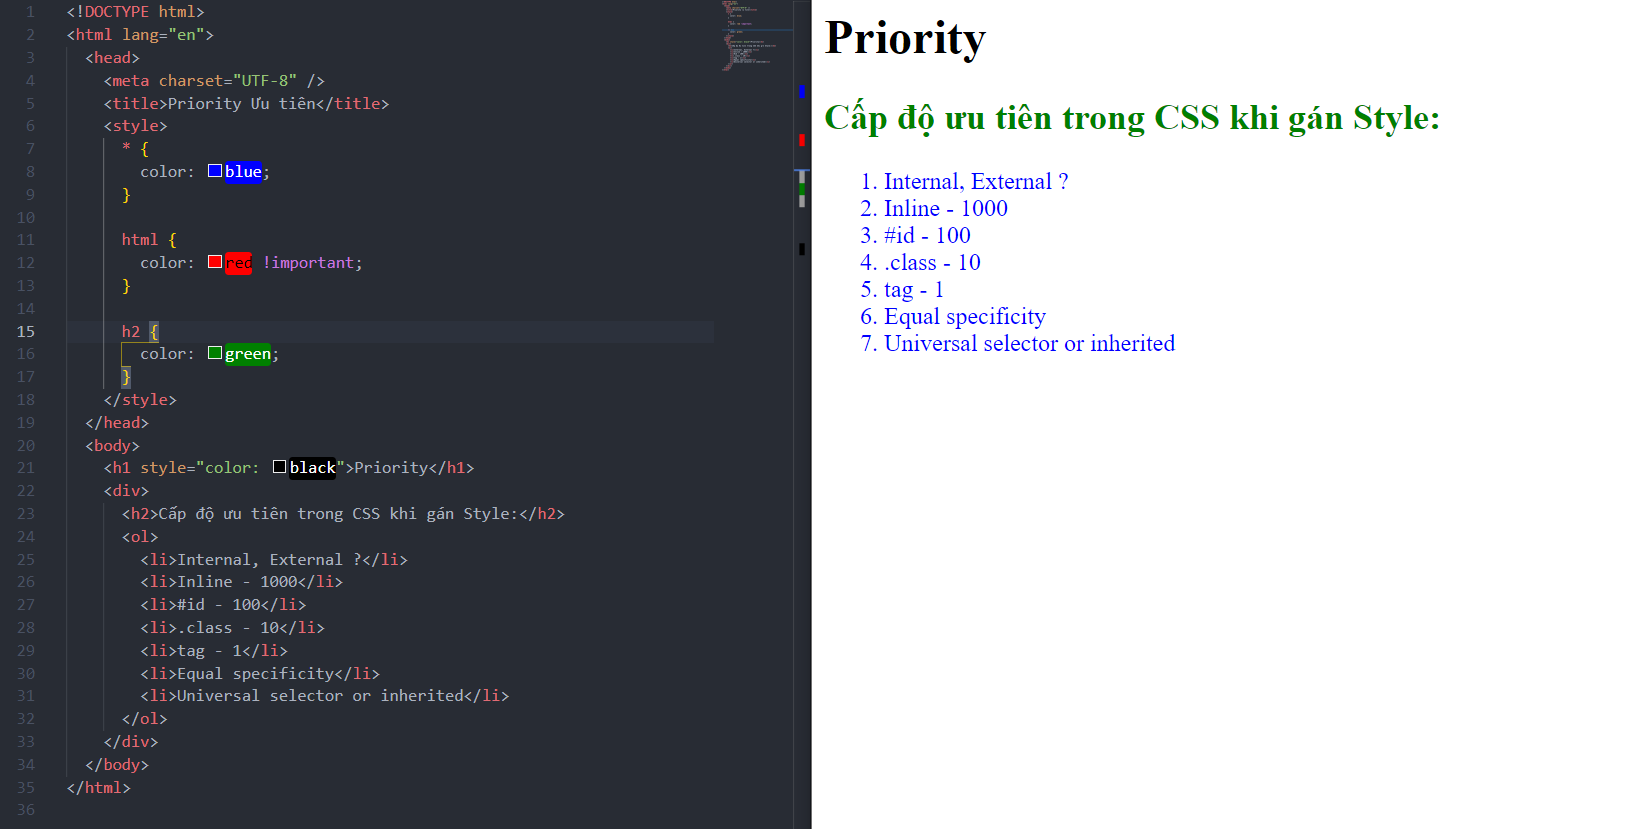 1 <!DOCTYPE html>
2 <html lang="en">
3 <head>
4 <meta charset="UTF-8" />
5 <title>Priority Ưu tiên</title>
6 <style>
7 * {
8 color: blue;
9 }
10
11 html {
12 color: red !important;
13 }
14
15 h2 {
16 color: green;
17 }
18 </style>
19 </head>
20 <body>
21 <h1 style="color: black">Priority</h1>
22 <div>
23 <h2>Cấp độ ưu tiên trong CSS khi gán Style:</h2>
24 <ol>
25 <li>Internal, External ?</li>
26 <li>Inline - 1000</li>
27 <li>#id - 100</li>
28 <li>.class - 10</li>
29 <li>tag - 1</li>
30 <li>Equal specificity</li>
31 <li>Universal selector or inherited</li>
32 </ol>
33 </div>
34 </body>
35 </html>
36
Priority
Cấp độ ưu tiên trong CSS khi gán Style:
1. Internal, External ?
2. Inline - 1000
3. #id - 100
4. .class - 10
5. tag - 1
6. Equal specificity
7. Universal selector or inherited